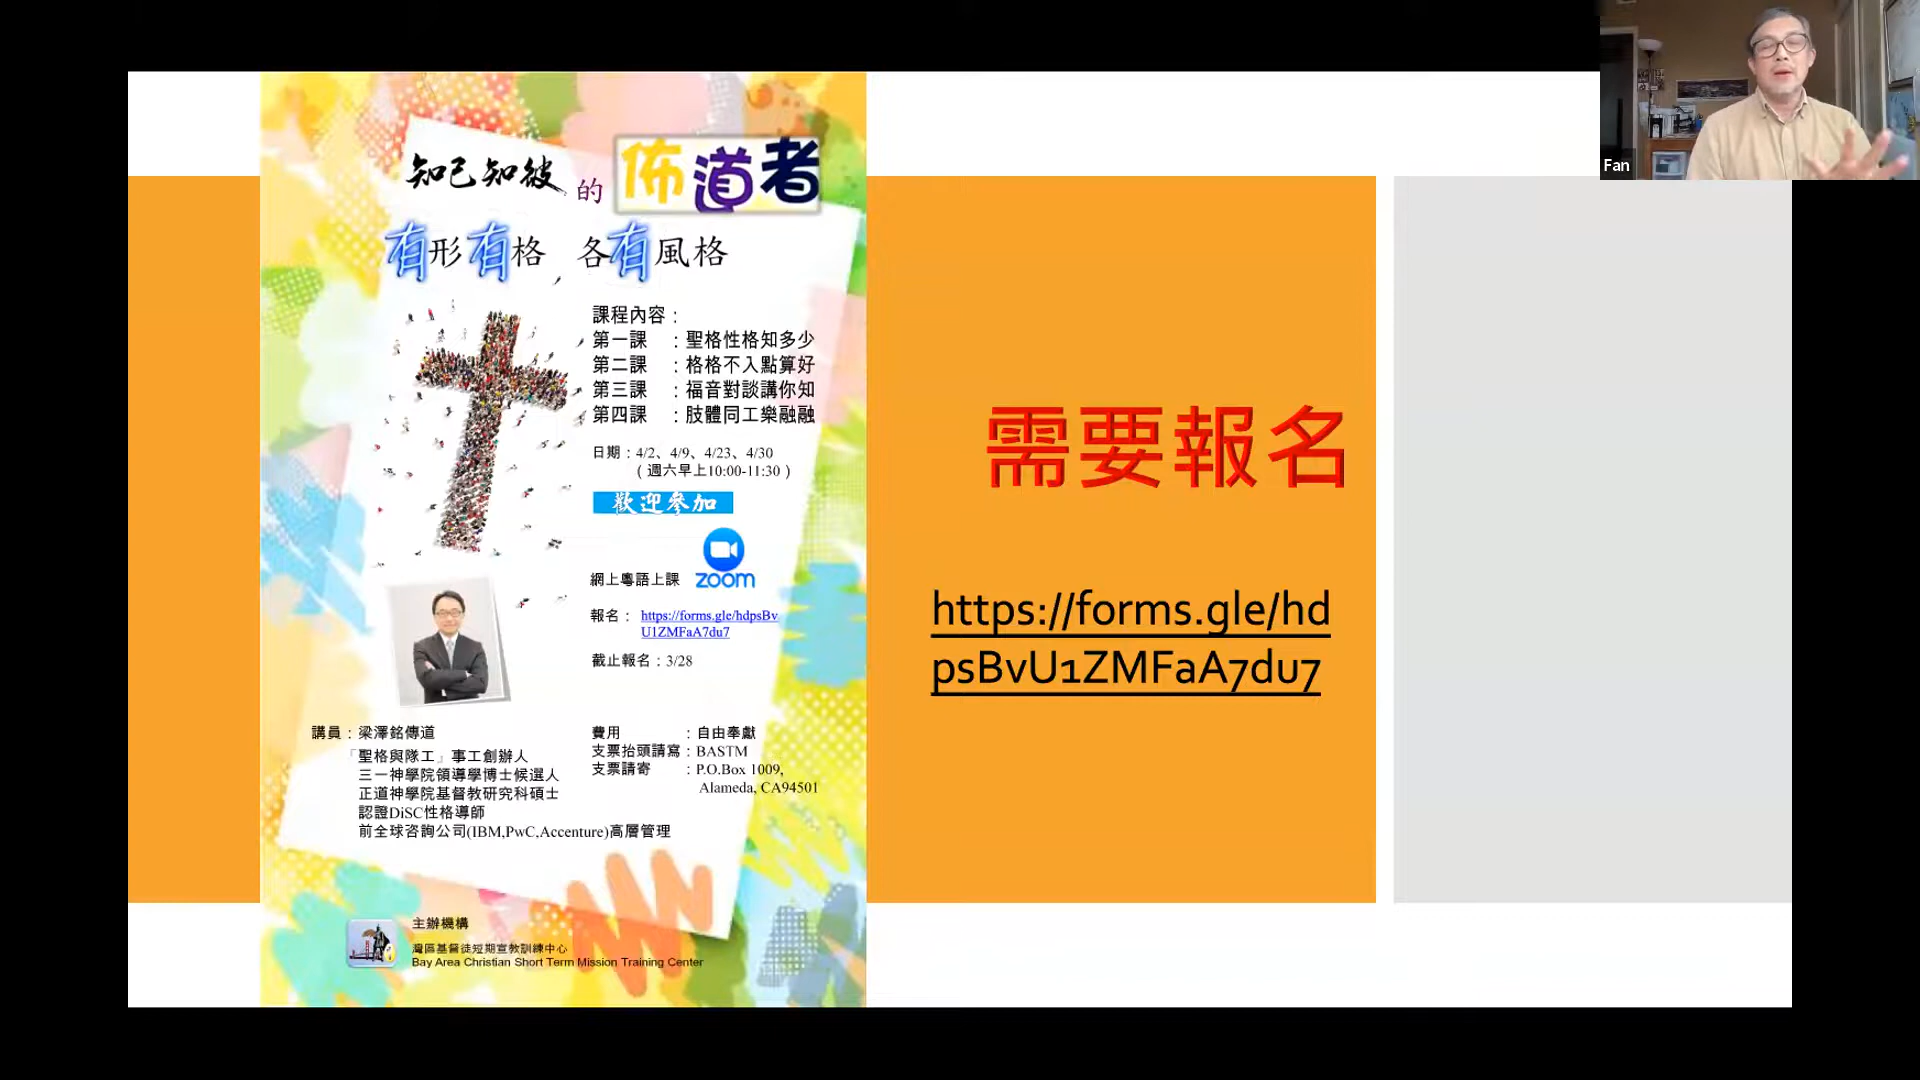 知己知彼的佈道者
有形有格，各有風格
課程內容：
第一課：聖格性格知多少
第二課：格格不入點算好
第三課：福音對談講你知
第四課：肢體同工樂融融
日期：4/2、4/9、4/23、4/30
（週六早上10:00-11:30）
歡迎參加
網上粵語上課
zoom
報名：https://forms.gle/hdpsBv
U1ZMFaA7du7
截止報名：3/28
講員：梁澤銘傳道
「聖格與隊工」事工創辦人
三一神學院領導學博士候選人
正道神學院基督教研究科碩士
認證DiSC性格導師
前全球咨詢公司(IBM,PwC,Accenture)高層管理
費用：自由奉獻
支票抬頭請寫：BASTM
支票請寄：P.O.Box 1009,
Alameda, CA94501
主辦機構
灣區基督徒短期宣教訓練中心
Bay Area Christian Short Term Mission Training Center
需要報名
https://forms.gle/hd
psBvU1ZMFaA7du7
Fan